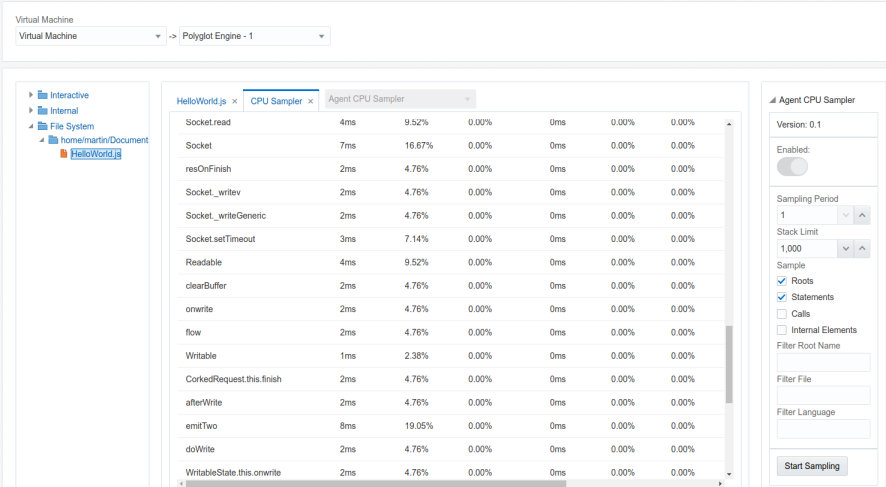 Virtual Machine
Virtual Machine -> Polyglot Engine - 1
Interactive
Internal
File System
home/martin/Document
HelloWorld.js
HelloWorld.js × CPU Sampler × Agent CPU Sampler
Socket.read 4ms 9.52% 0.00% 0ms 0.00% 0.00%
Socket 7ms 16.67% 0.00% 0ms 0.00% 0.00%
resOnFinish 2ms 4.76% 0.00% 0ms 0.00% 0.00%
Socket._writev 2ms 4.76% 0.00% 0ms 0.00% 0.00%
Socket._writeGeneric 2ms 4.76% 0.00% 0ms 0.00% 0.00%
Socket.setTimeout 3ms 7.14% 0.00% 0ms 0.00% 0.00%
Readable 4ms 9.52% 0.00% 0ms 0.00% 0.00%
clearBuffer 2ms 4.76% 0.00% 0ms 0.00% 0.00%
onwrite 2ms 4.76% 0.00% 0ms 0.00% 0.00%
flow 2ms 4.76% 0.00% 0ms 0.00% 0.00%
Writable 1ms 2.38% 0.00% 0ms 0.00% 0.00%
CorkedRequest.this.finish 2ms 4.76% 0.00% 0ms 0.00% 0.00%
afterWrite 2ms 4.76% 0.00% 0ms 0.00% 0.00%
emitTwo 8ms 19.05% 0.00% 0ms 0.00% 0.00%
doWrite 2ms 4.76% 0.00% 0ms 0.00% 0.00%
WritableState.this.onwrite 2ms 4.76% 0.00% 0ms 0.00% 0.00%
Agent CPU Sampler
Version: 0.1
Enabled:
Sampling Period
1
Stack Limit
1,000
Sample
Roots
Statements
Calls
Internal Elements
Filter Root Name
Filter File
Filter Language
Start Sampling